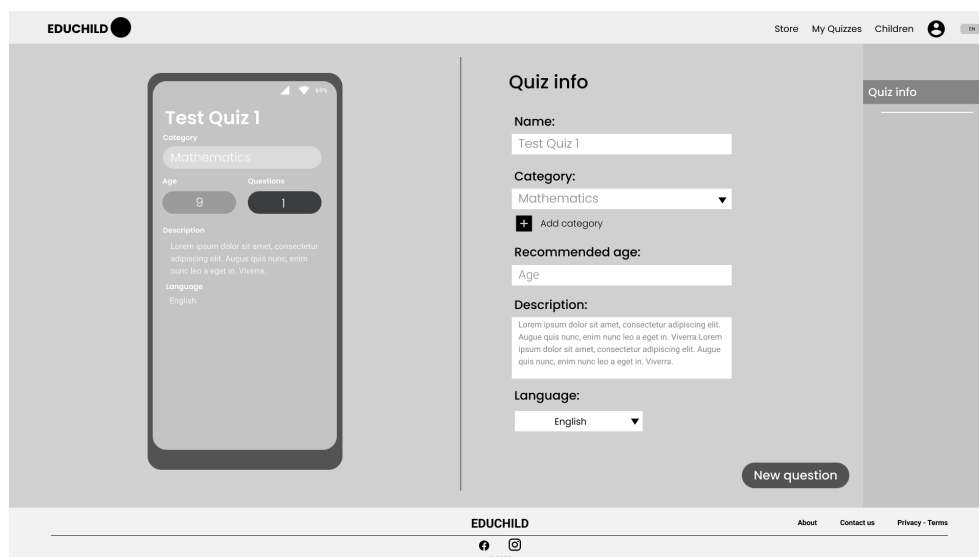 EDUCHILD
Store My Quizzes Children
EN
69%
Test Quiz 1
Category
Mathematics
Age Questions
9 1
Description
Lorem ipsum dolor sit amet, consectetur
adipiscing elit. Augue quis nunc, enim
nunc leo a eget in. Viverra.
Language
English
Quiz info
Name:
Test Quiz 1
Category:
Mathematics
+ Add category
Recommended age:
Age
Description:
Lorem ipsum dolor sit amet, consectetur adipiscing elit.
Augue quis nunc, enim nunc leo a eget in. Viverra.Lorem
ipsum dolor sit amet, consectetur adipiscing elit. Augue
quis nunc, enim nunc leo a eget in. Viverra.
Language:
English
New question
Quiz info
EDUCHILD
About Contact us Privacy - Terms